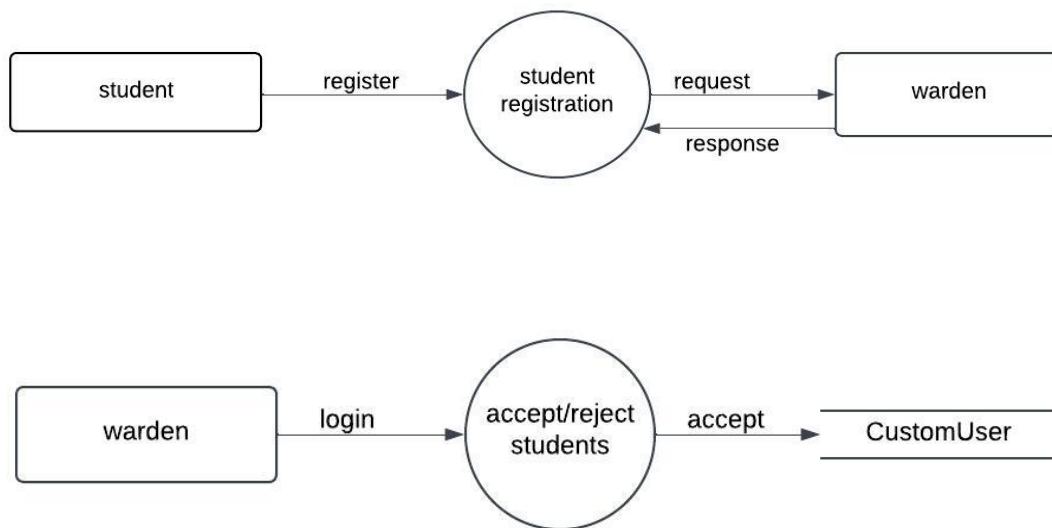 student
register
student
registration
request
warden
response
warden
login
accept/reject
students
accept
CustomUser